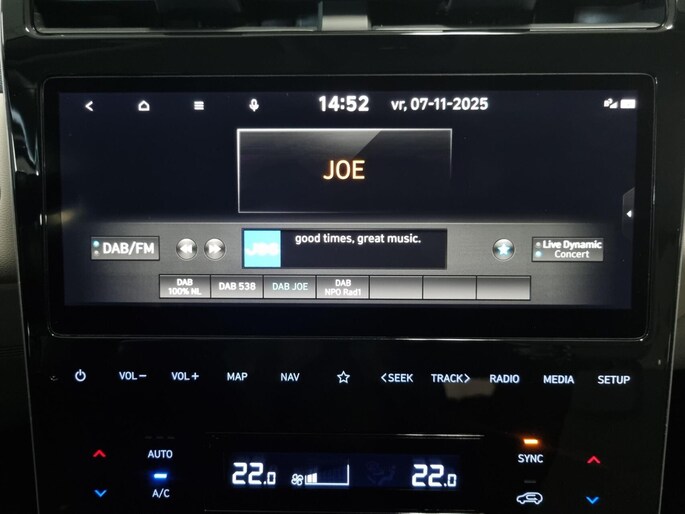 14:52 vr, 07-11-2025
JOE
DAB/FM
JOE
good times, great music.
Live Dynamic
Concert
DAB
100% NL
DAB 538
DAB JOE
DAB
NPO Rad1
VOL− VOL+ MAP NAV <SEEK TRACK> RADIO MEDIA SETUP
AUTO
A/C
22.0
22.0
SYNC